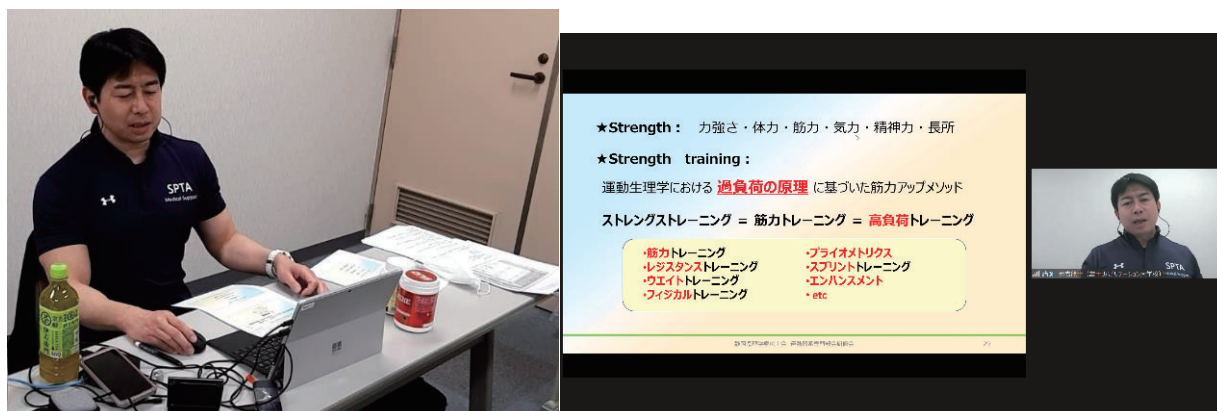 SPTA
Medical Support
★Strength： 力強さ・体力・筋力・気力・精神力・長所
★Strength training：
運動生理学における 過負荷の原理 に基づいた筋力アップメソッド
ストレングストレーニング = 筋力トレーニング = 高負荷トレーニング
・筋力トレーニング
・レジスタンストレーニング
・ウエイトトレーニング
・フィジカルトレーニング
・プライオメトリクス
・スプリントトレーニング
・エンハンスメント
・etc
SPTA